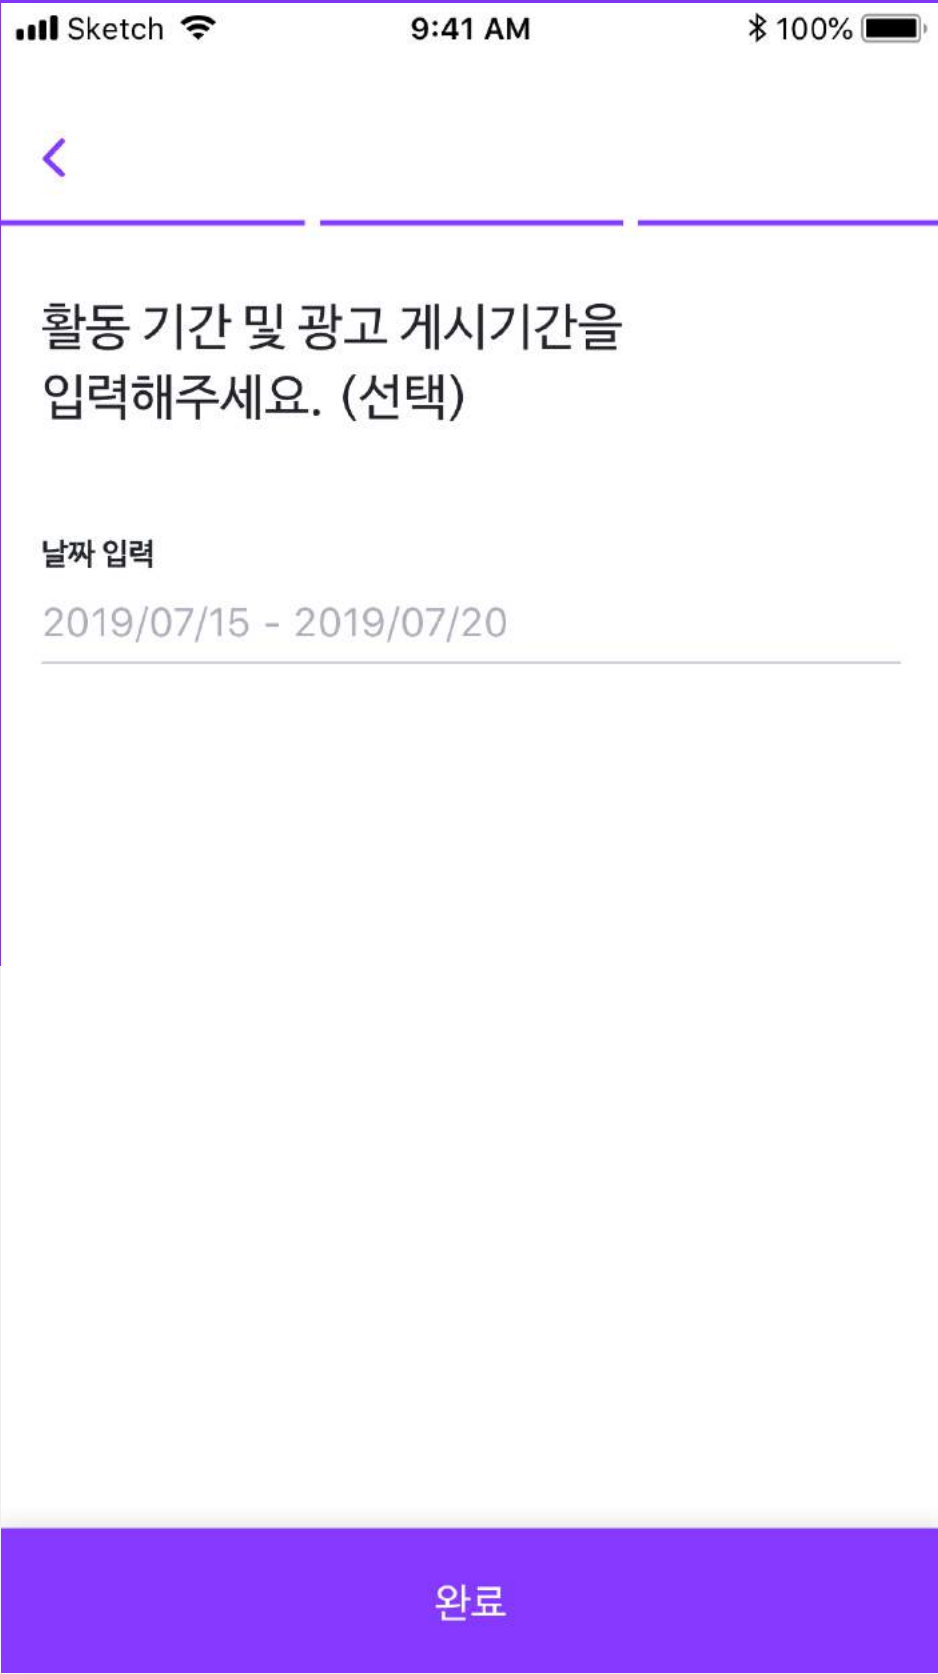 Sketch 9:41 AM 100%
활동 기간 및 광고 게시기간을
입력해주세요. (선택)
날짜 입력
2019/07/15 - 2019/07/20
완료